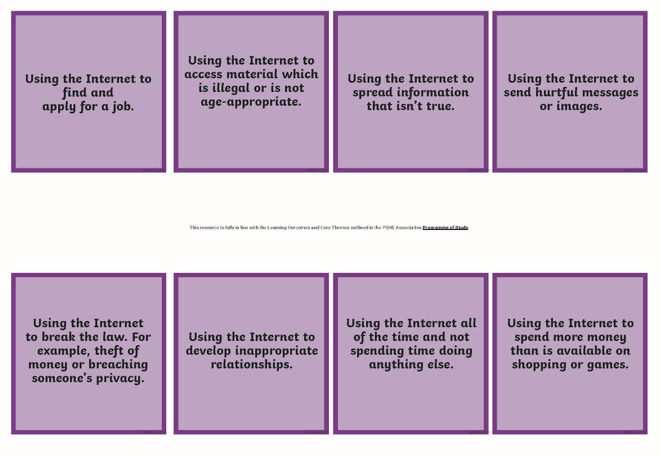 Using the Internet to
find and
apply for a job.
Using the Internet to
access material which
is illegal or is not
age-appropriate.
Using the Internet to
spread information
that isn't true.
Using the Internet to
send hurtful messages
or images.
This resource is fully in line with the Learning Outcomes and Core Themes outlined in the PSHE Association Programme of Study.
Using the Internet
to break the law. For
example, theft of
money or breaching
someone's privacy.
Using the Internet to
develop inappropriate
relationships.
Using the Internet all
of the time and not
spending time doing
anything else.
Using the Internet to
spend more money
than is available on
shopping or games.